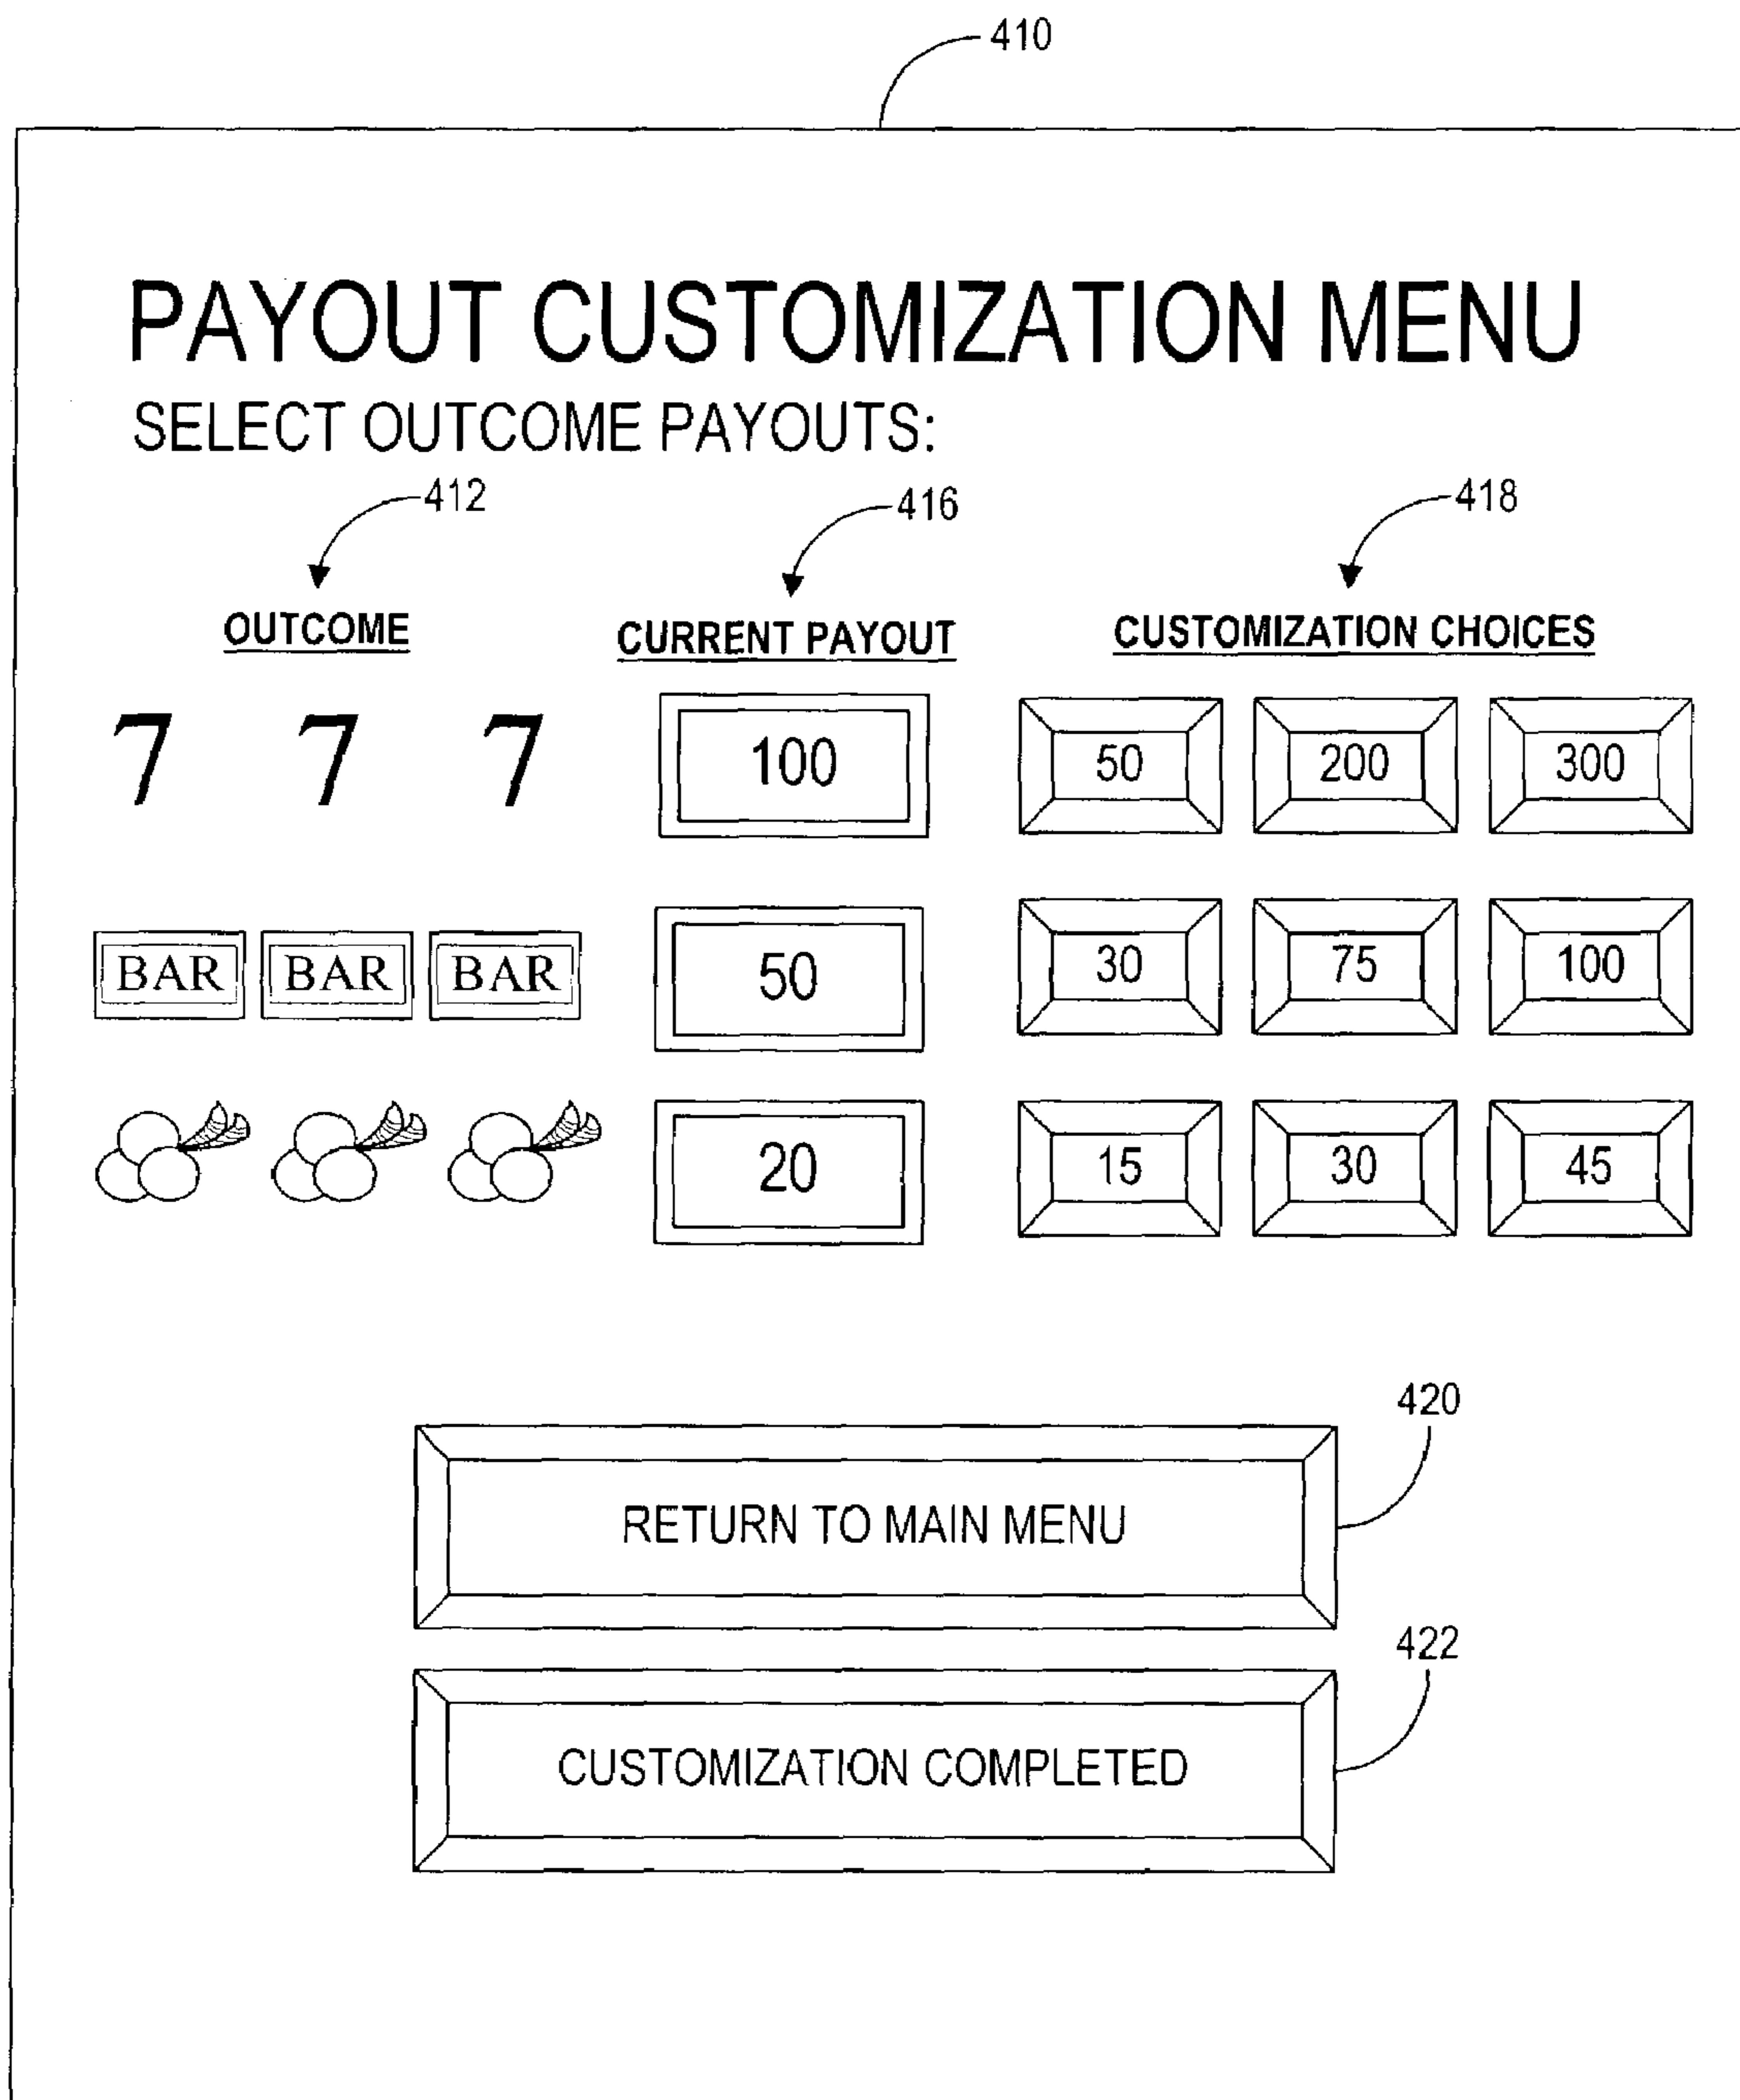 410
PAYOUT CUSTOMIZATION MENU
SELECT OUTCOME PAYOUTS:
412 416 418
OUTCOME CURRENT PAYOUT CUSTOMIZATION CHOICES
7 7 7 100 50 200 300
BAR BAR BAR 50 30 75 100
20 15 30 45
420
RETURN TO MAIN MENU
422
CUSTOMIZATION COMPLETED